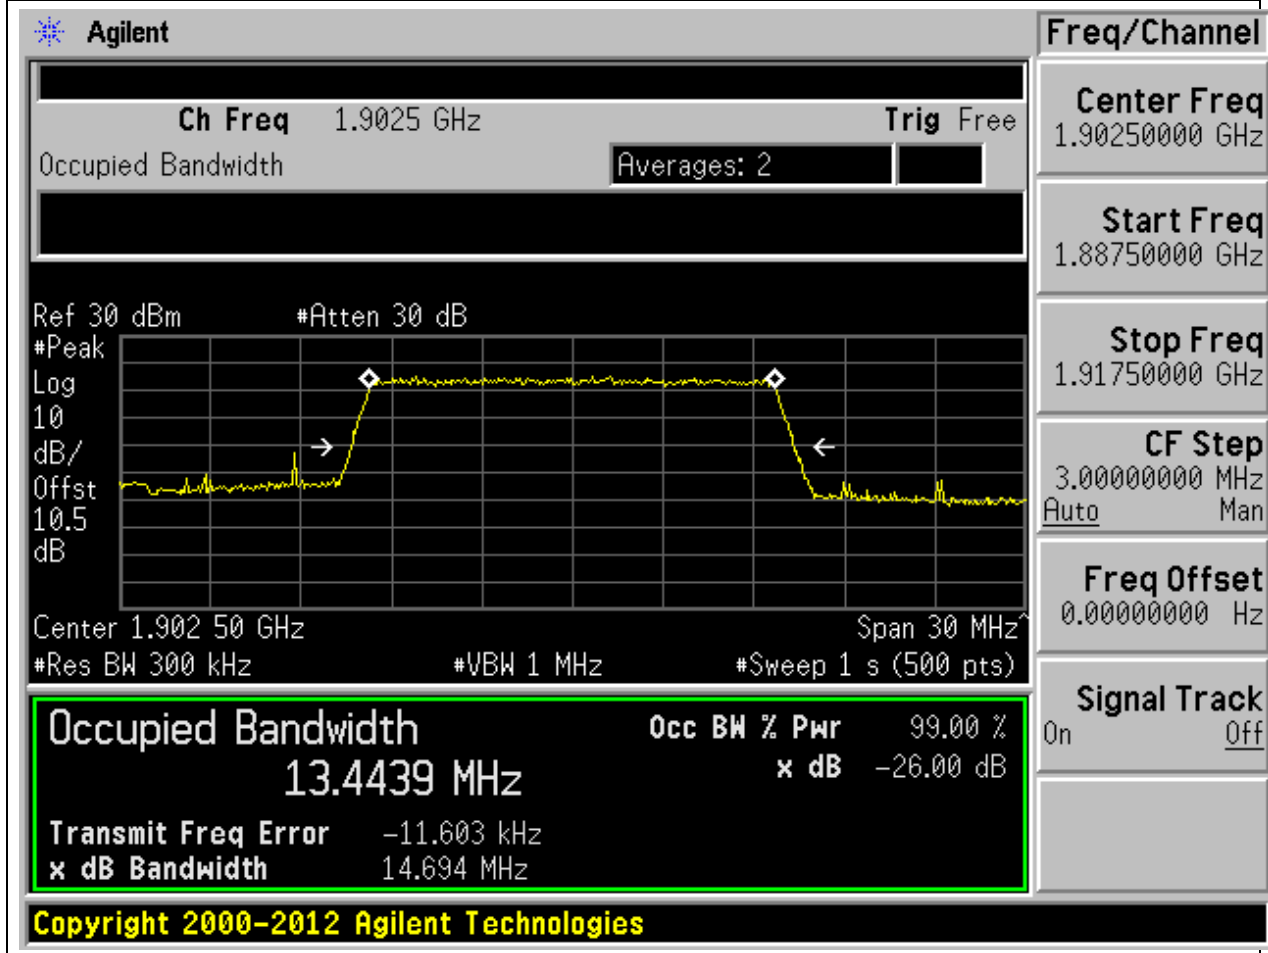 Agilent
Freq/Channel
Ch Freq 1.9025 GHz Trig Free
Occupied Bandwidth Averages: 2
Center Freq
1.90250000 GHz
Start Freq
1.88750000 GHz
Stop Freq
1.91750000 GHz
CF Step
3.00000000 MHz
Auto Man
Freq Offset
0.00000000 Hz
Signal Track
On Off
Ref 30 dBm #Atten 30 dB
#Peak
Log
10
dB/
Offst
10.5
dB
Center 1.902 50 GHz Span 30 MHz^
#Res BW 300 kHz #VBW 1 MHz #Sweep 1 s (500 pts)
Occupied Bandwidth
13.4439 MHz
Occ BW % Pwr 99.00 %
x dB -26.00 dB
Transmit Freq Error -11.603 kHz
x dB Bandwidth 14.694 MHz
Copyright 2000-2012 Agilent Technologies